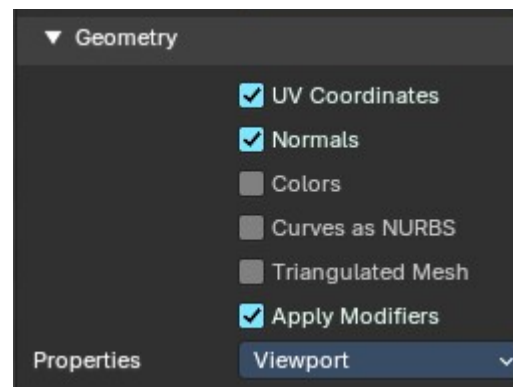 Geometry
UV Coordinates
Normals
Colors
Curves as NURBS
Triangulated Mesh
Apply Modifiers
Properties Viewport